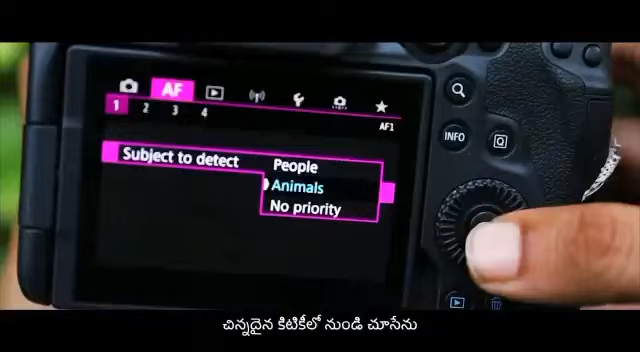 AF
1 2 3 4
AF1
Subject to detect
People
Animals
No priority
INFO
Q
చిన్నదైన కిటికీలో నుండి చూసేను